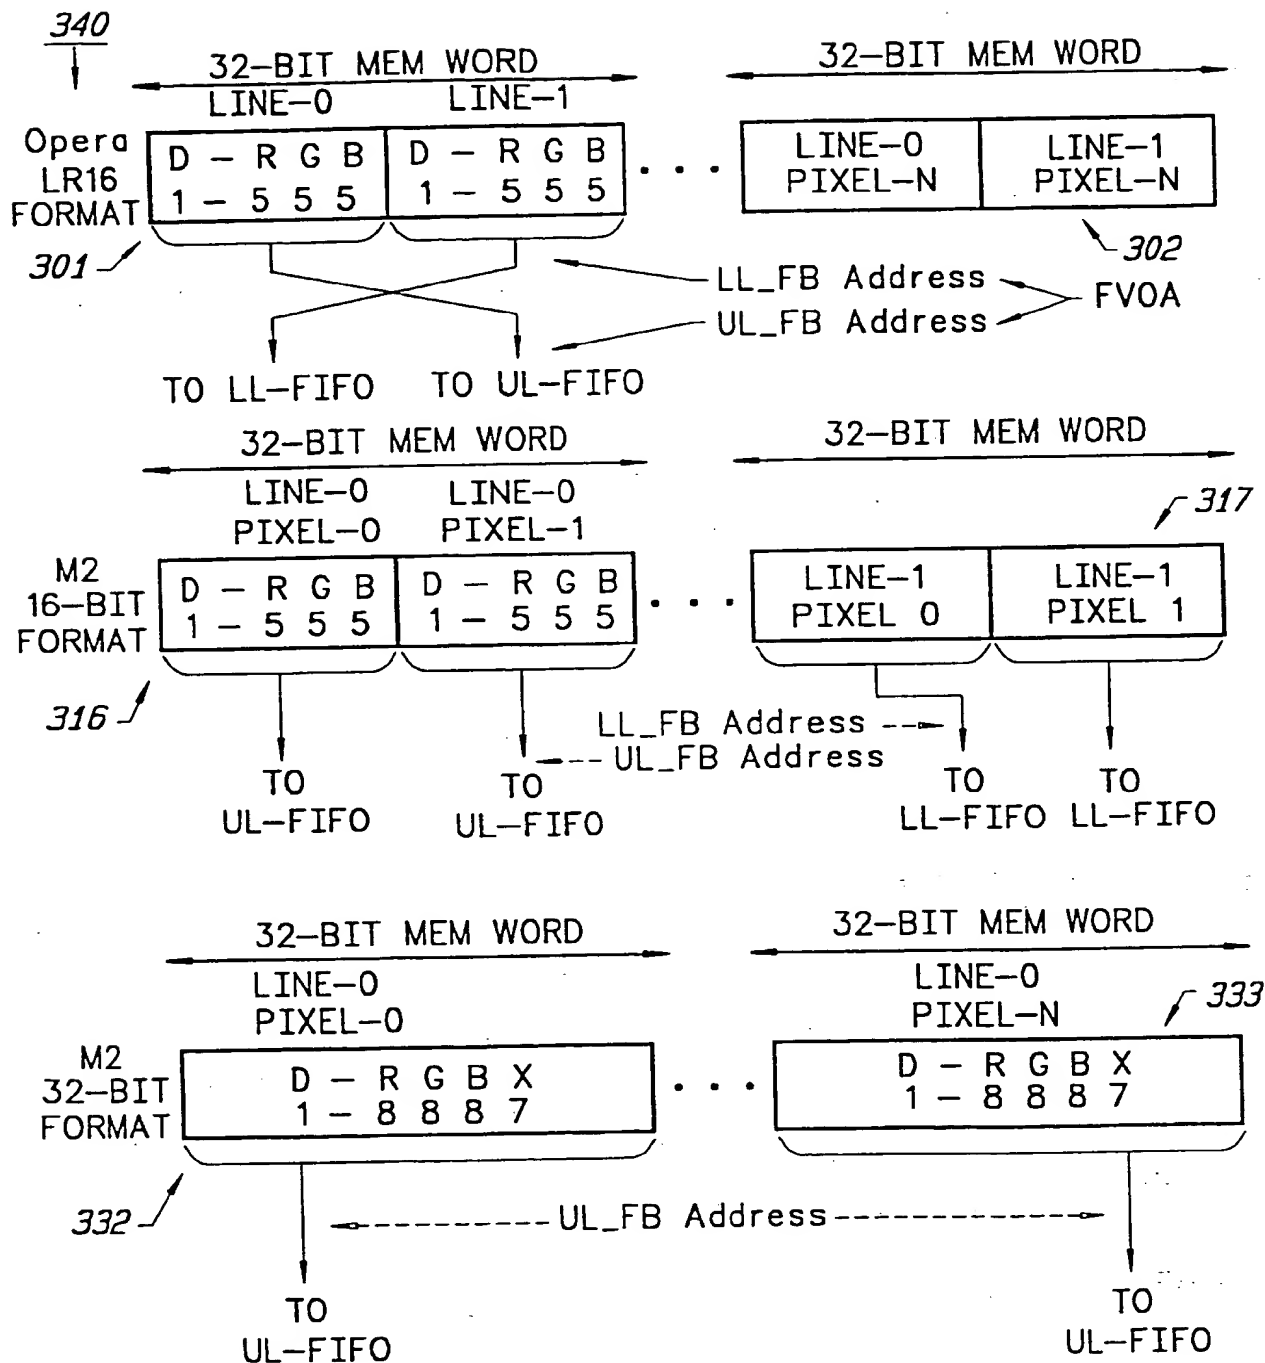 340
32-BIT MEM WORD
32-BIT MEM WORD
LINE-0 LINE-1
Opera
LR16
FORMAT
D - R G B
1 - 5 5 5
D - R G B
1 - 5 5 5
. . .
LINE-0
PIXEL-N
LINE-1
PIXEL-N
301
302
LL_FB Address
UL_FB Address
FVOA
TO LL-FIFO TO UL-FIFO
32-BIT MEM WORD
32-BIT MEM WORD
LINE-0
PIXEL-0
LINE-0
PIXEL-1
317
M2
16-BIT
FORMAT
D - R G B
1 - 5 5 5
D - R G B
1 - 5 5 5
. . .
LINE-1
PIXEL 0
LINE-1
PIXEL 1
316
LL_FB Address
UL_FB Address
TO
UL-FIFO
TO
UL-FIFO
TO
LL-FIFO
TO
LL-FIFO
32-BIT MEM WORD
32-BIT MEM WORD
LINE-0
PIXEL-0
LINE-0
PIXEL-N
333
M2
32-BIT
FORMAT
D - R G B X
1 - 8 8 8 7
. . .
D - R G B X
1 - 8 8 8 7
332
UL_FB Address
TO
UL-FIFO
TO
UL-FIFO